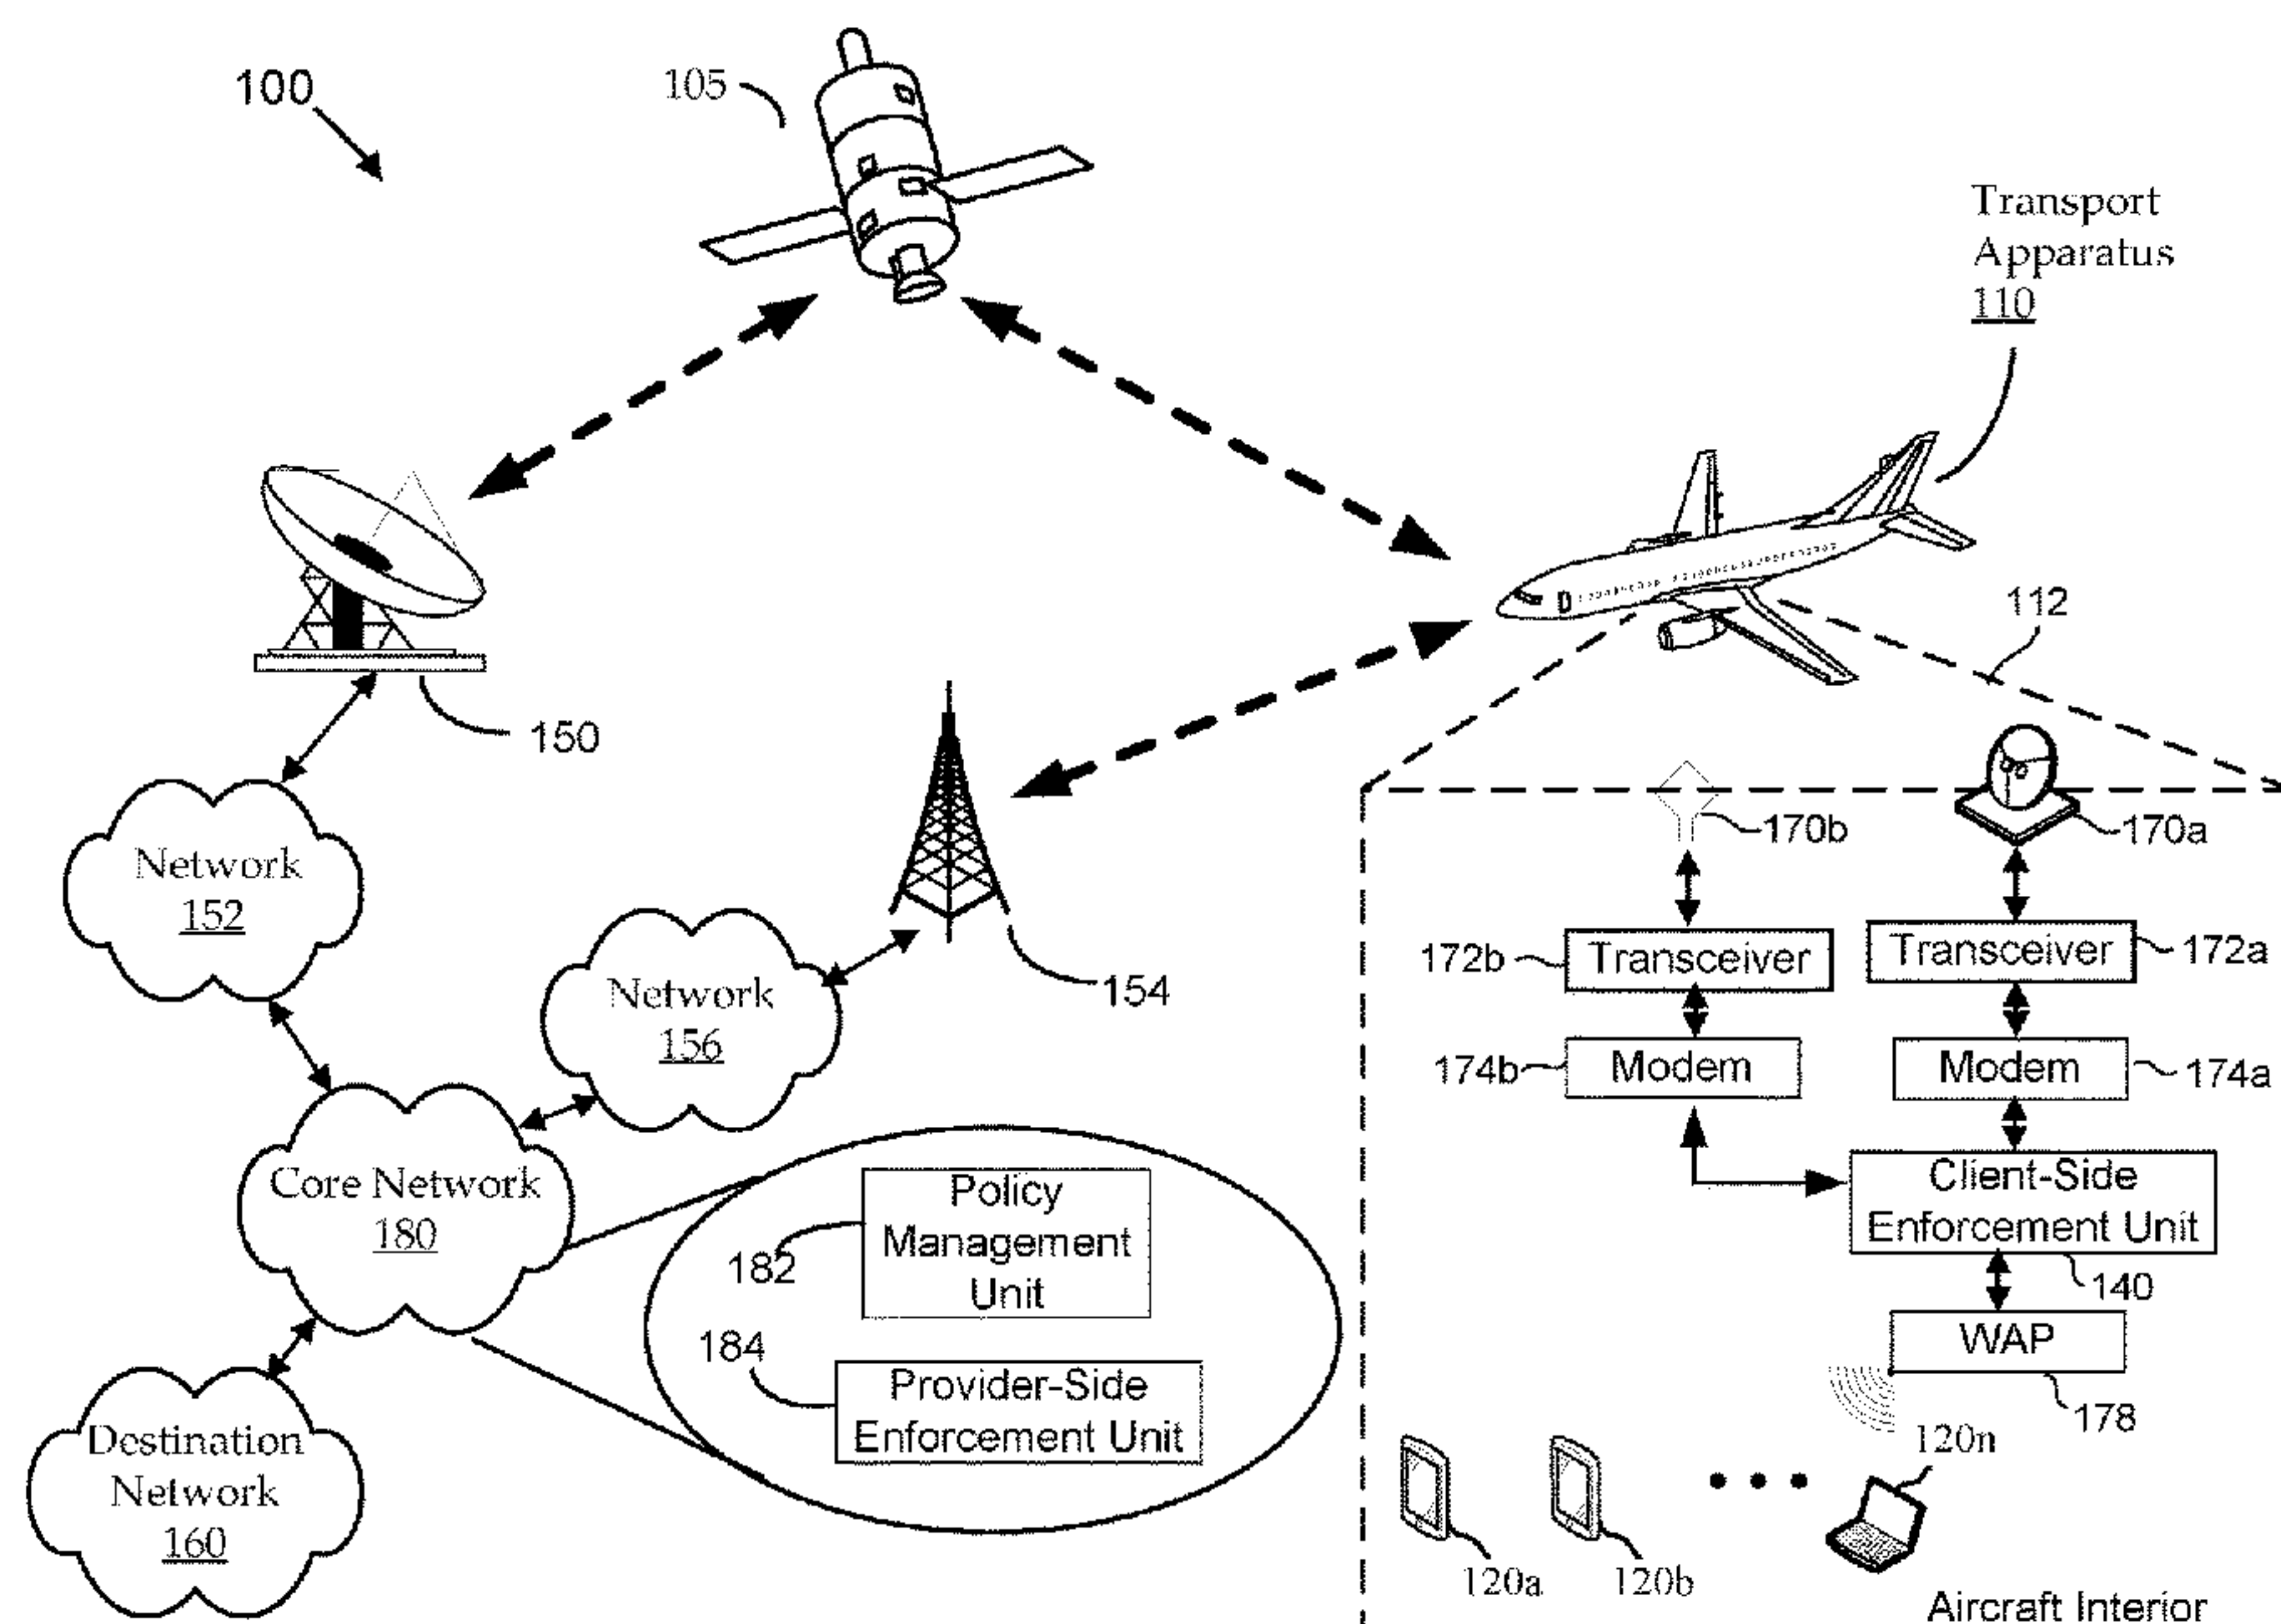 100
105
Transport
Apparatus
110
112
150
170b
170a
Network
152
172b
Transceiver
Transceiver
172a
Network
156
154
174b
Modem
Modem
174a
Core Network
180
Policy
Management
Unit
182
Client-Side
Enforcement Unit
140
184
Provider-Side
Enforcement Unit
WAP
178
Destination
Network
160
120n
120a
120b
Aircraft Interior